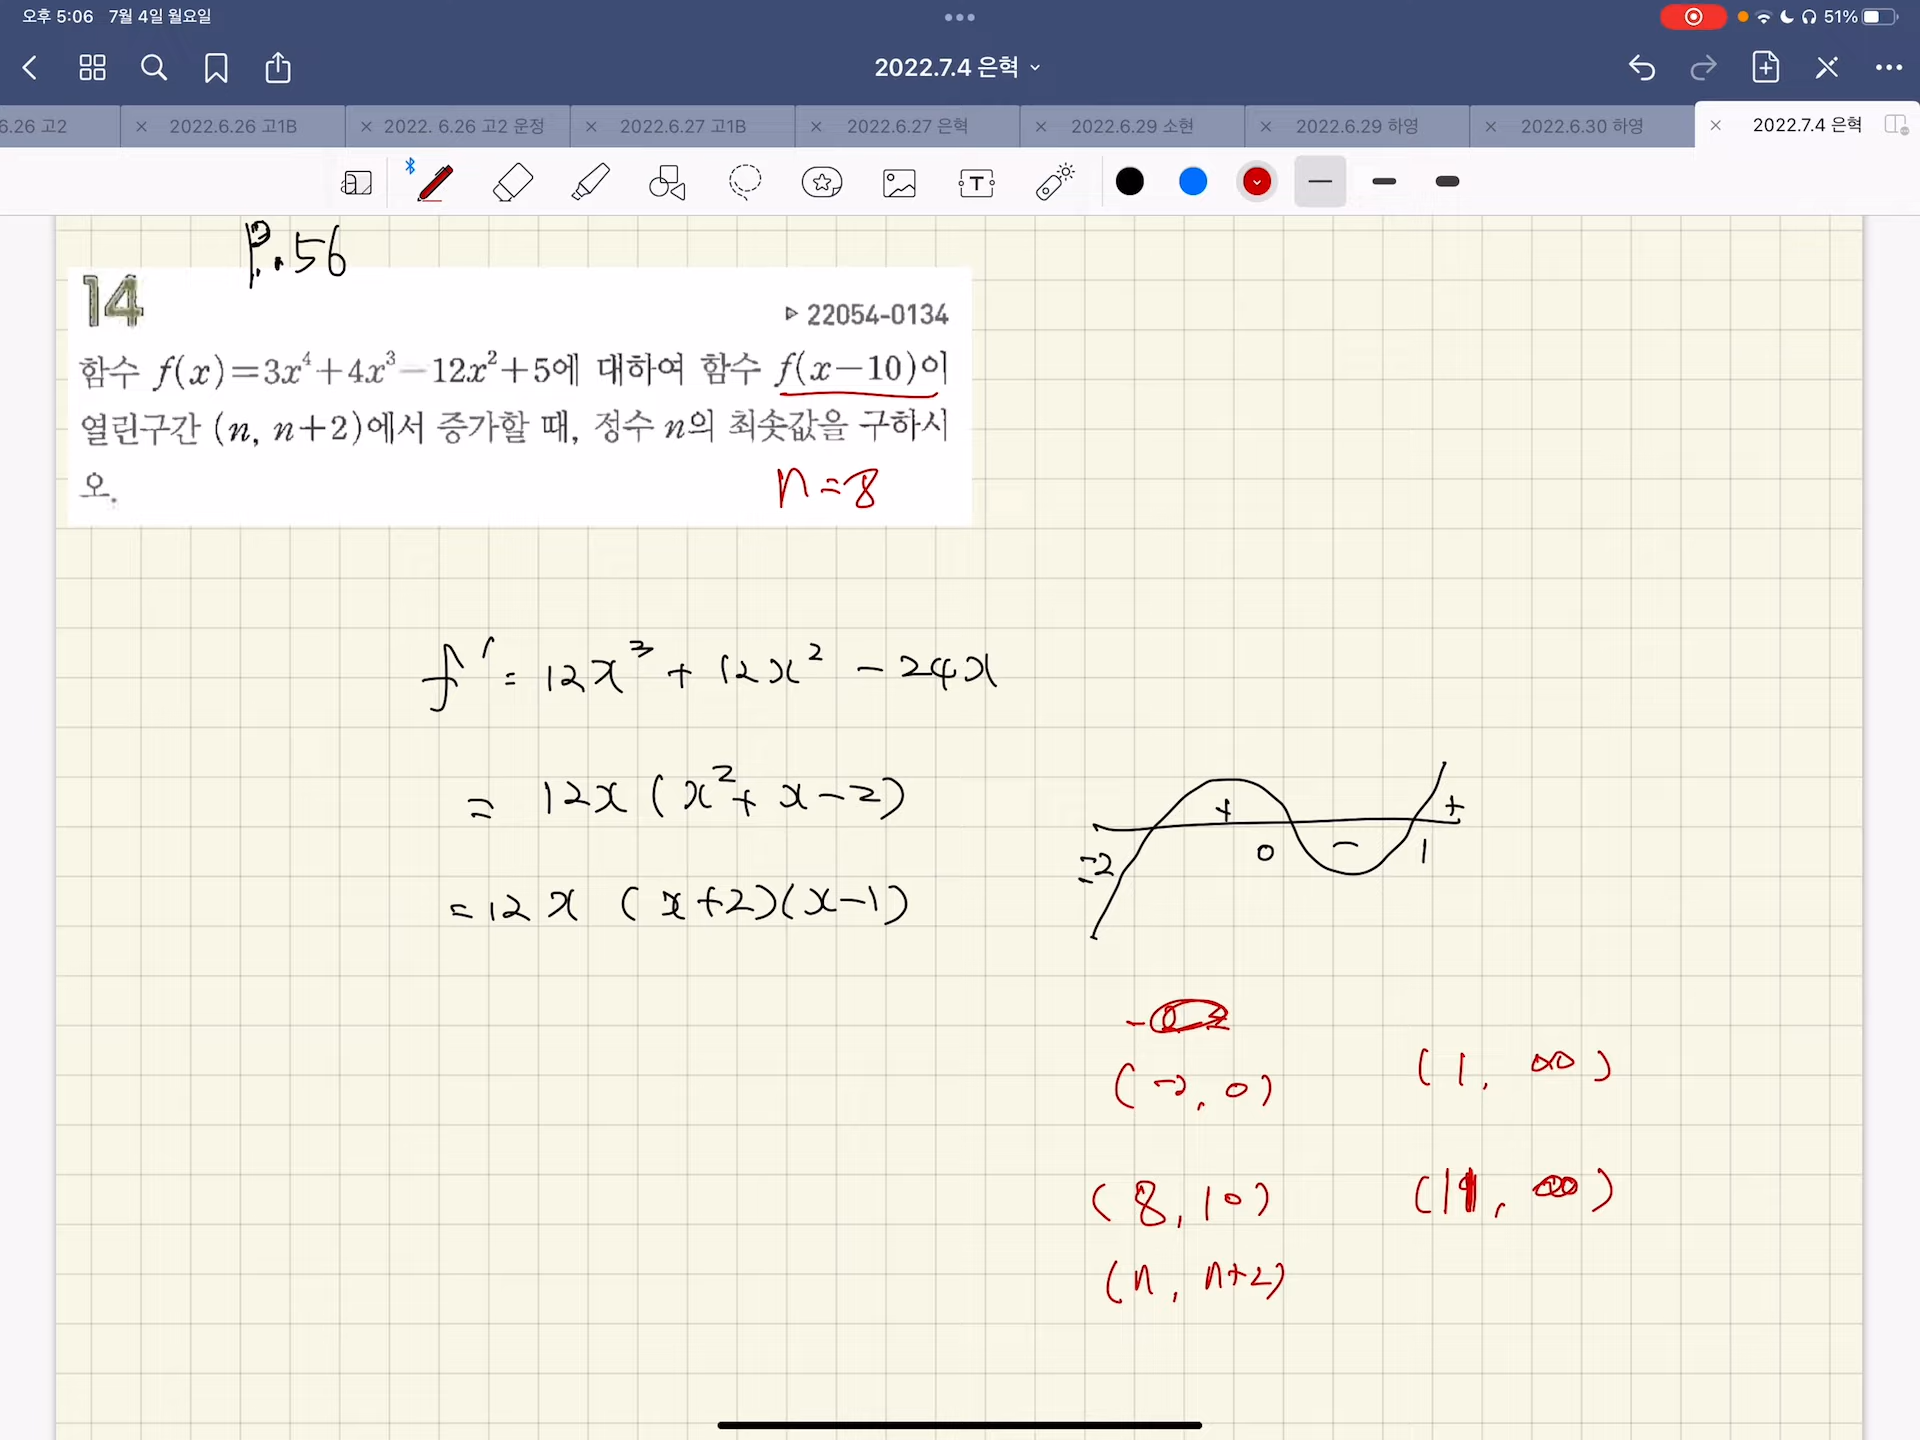 오후 5:06 7월 4일 월요일
51%
2022.7.4 은혁
6.26 고2
2022.6.26 고1B
2022. 6.26 고2 운정
2022.6.27 고1B
2022.6.27 은혁
2022.6.29 소현
2022.6.29 하영
2022.6.30 하영
2022.7.4 은혁
P.56
14
▷ 22054-0134
함수 f(x)=3x⁴+4x³-12x²+5에 대하여 함수 f(x-10)이
열린구간 (n, n+2)에서 증가할 때, 정수 n의 최솟값을 구하시
오.
n=8
f' = 12x³ + 12x² - 24x
= 12x (x² + x - 2)
= 12x (x+2)(x-1)
+ +
-2 0 - 1
(-2, 0) (1, ∞)
(8, 10) (11, ∞)
(n, n+2)